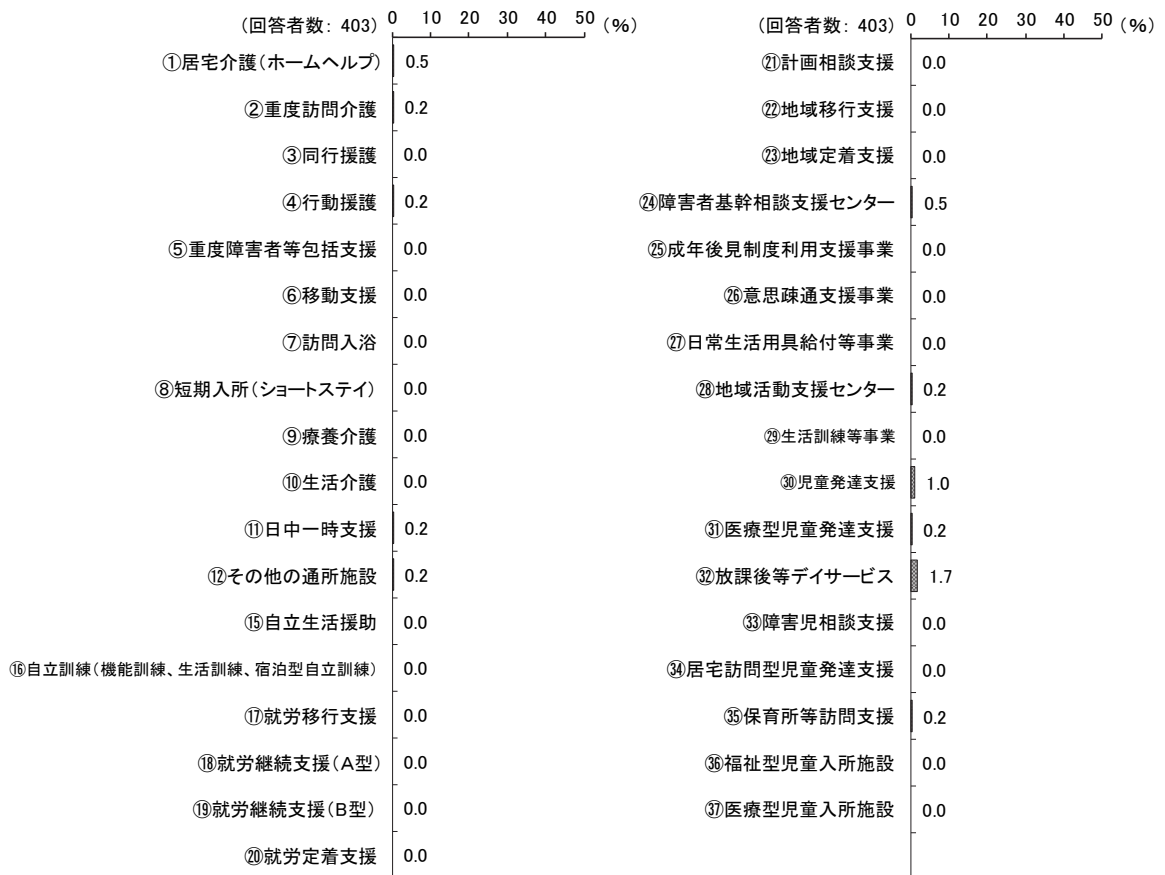 (回答者数: 403) 0 10 20 30 40 50 (%)
①居宅介護(ホームヘルプ) 0.5
②重度訪問介護 0.2
③同行援護 0.0
④行動援護 0.2
⑤重度障害者等包括支援 0.0
⑥移動支援 0.0
⑦訪問入浴 0.0
⑧短期入所(ショートステイ) 0.0
⑨療養介護 0.0
⑩生活介護 0.0
⑪日中一時支援 0.2
⑫その他の通所施設 0.2
⑮自立生活援助 0.0
⑯自立訓練(機能訓練、生活訓練、宿泊型自立訓練) 0.0
⑰就労移行支援 0.0
⑱就労継続支援(A型) 0.0
⑲就労継続支援(B型) 0.0
⑳就労定着支援 0.0
(回答者数: 403) 0 10 20 30 40 50 (%)
㉑計画相談支援 0.0
㉒地域移行支援 0.0
㉓地域定着支援 0.0
㉔障害者基幹相談支援センター 0.5
㉕成年後見制度利用支援事業 0.0
㉖意思疎通支援事業 0.0
㉗日常生活用具給付等事業 0.0
㉘地域活動支援センター 0.2
㉙生活訓練等事業 0.0
㉚児童発達支援 1.0
㉛医療型児童発達支援 0.2
㉜放課後等デイサービス 1.7
㉝障害児相談支援 0.0
㉞居宅訪問型児童発達支援 0.0
㉟保育所等訪問支援 0.2
㊱福祉型児童入所施設 0.0
㊲医療型児童入所施設 0.0